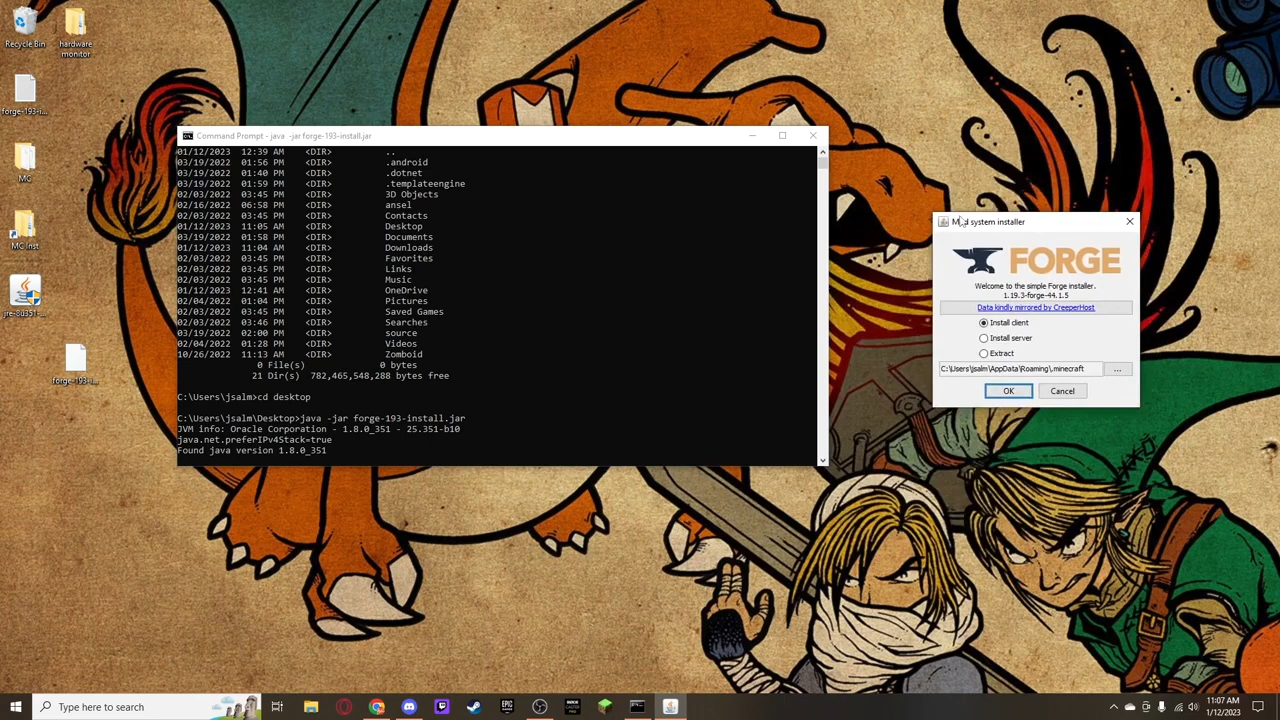 Recycle Bin
hardware
monitor
forge-193-i...
MC
MC Inst
jre-8u351-...
forge-193-i...
Command Prompt - java -jar forge-193-install.jar
01/12/2023 12:39 AM <DIR> ..
03/19/2022 01:56 PM <DIR> .android
03/19/2022 01:40 PM <DIR> .dotnet
03/19/2022 01:59 PM <DIR> .templateengine
02/03/2022 03:45 PM <DIR> 3D Objects
02/16/2022 06:58 PM <DIR> ansel
02/03/2022 03:45 PM <DIR> Contacts
01/12/2023 11:05 AM <DIR> Desktop
03/19/2022 01:58 PM <DIR> Documents
01/12/2023 11:04 AM <DIR> Downloads
02/03/2022 03:45 PM <DIR> Favorites
02/03/2022 03:45 PM <DIR> Links
02/03/2022 03:45 PM <DIR> Music
01/12/2023 12:41 AM <DIR> OneDrive
02/04/2022 01:04 PM <DIR> Pictures
02/03/2022 03:45 PM <DIR> Saved Games
02/03/2022 03:46 PM <DIR> Searches
03/19/2022 02:00 PM <DIR> source
02/04/2022 01:28 PM <DIR> Videos
10/26/2022 11:13 AM <DIR> Zomboid
0 File(s) 0 bytes
21 Dir(s) 782,465,548,288 bytes free
C:\Users\jsalm>cd desktop
C:\Users\jsalm\Desktop>java -jar forge-193-install.jar
JVM info: Oracle Corporation - 1.8.0_351 - 25.351-b10
java.net.preferIPv4Stack=true
Found java version 1.8.0_351
system installer
FORGE
Welcome to the simple Forge installer.
1.19.3-forge-44.1.5
Data kindly mirrored by CreeperHost
Install client
Install server
Extract
C:\Users\jsalm\AppData\Roaming\.minecraft
...
OK
Cancel
Type here to search
EPIC
11:07 AM
1/12/2023